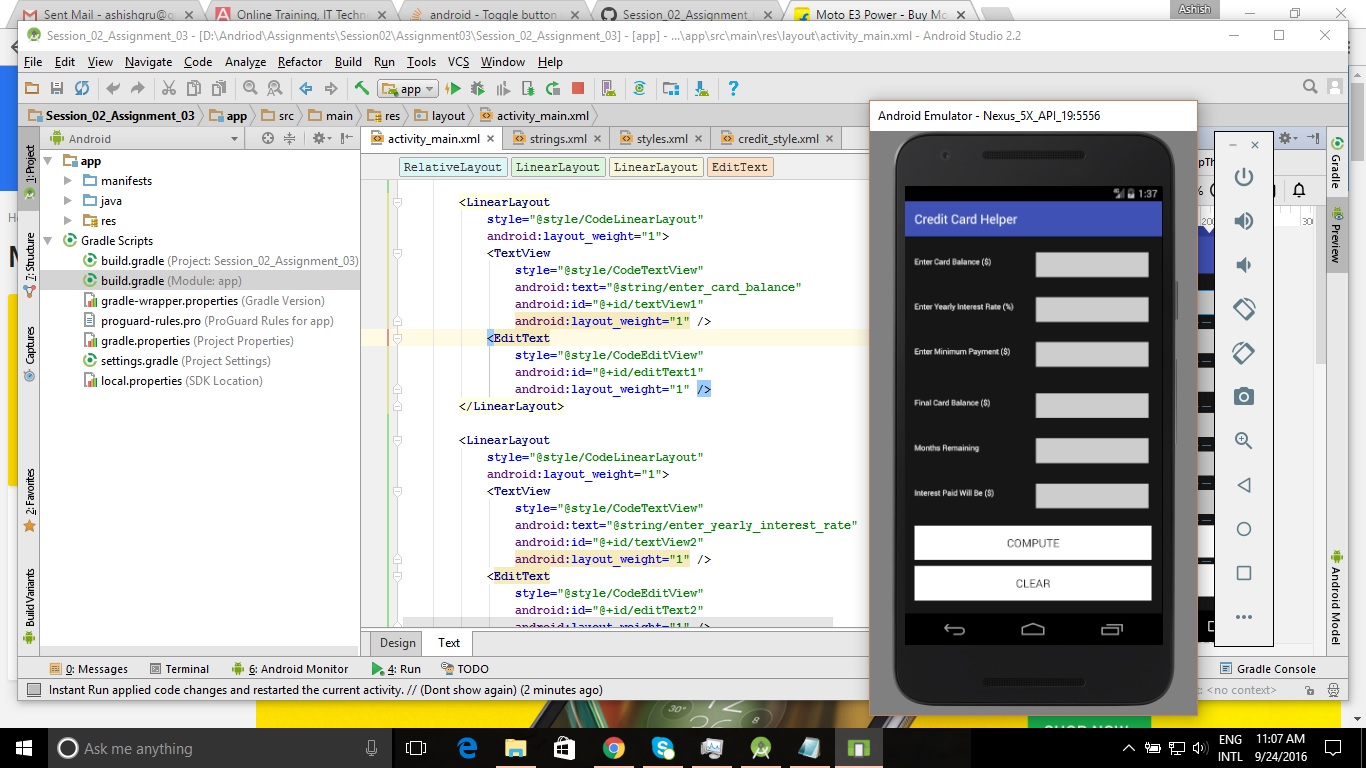 Sent Mail - ashishgru@g
Online Training, IT Techn
android - Toggle button
Session_02_Assignment_
Moto E3 Power - Buy Mo
Ashish
Session_02_Assignment_03 - [D:\Andriod\Assignments\Session02\Assignment03\Session_02_Assignment_03] - [app] - ...\app\src\main\res\layout\activity_main.xml - Android Studio 2.2
File Edit View Navigate Code Analyze Refactor Build Run Tools VCS Window Help
app
Session_02_Assignment_03 app src main res layout activity_main.xml
Android
activity_main.xml strings.xml styles.xml credit_style.xml
RelativeLayout LinearLayout LinearLayout EditText
1: Project
7: Structure
Captures
2: Favorites
Build Variants
app
manifests
java
res
Gradle Scripts
build.gradle (Project: Session_02_Assignment_03)
build.gradle (Module: app)
gradle-wrapper.properties (Gradle Version)
proguard-rules.pro (ProGuard Rules for app)
gradle.properties (Project Properties)
settings.gradle (Project Settings)
local.properties (SDK Location)
<LinearLayout
style="@style/CodeLinearLayout"
android:layout_weight="1">
<TextView
style="@style/CodeTextView"
android:text="@string/enter_card_balance"
android:id="@+id/textView1"
android:layout_weight="1" />
<EditText
style="@style/CodeEditView"
android:id="@+id/editText1"
android:layout_weight="1" />
</LinearLayout>
<LinearLayout
style="@style/CodeLinearLayout"
android:layout_weight="1">
<TextView
style="@style/CodeTextView"
android:text="@string/enter_yearly_interest_rate"
android:id="@+id/textView2"
android:layout_weight="1" />
<EditText
style="@style/CodeEditView"
android:id="@+id/editText2"
android:layout_weight="1" />
Design Text
Android Emulator - Nexus_5X_API_19:5556
1:37
Credit Card Helper
Enter Card Balance ($)
Enter Yearly Interest Rate (%)
Enter Minimum Payment ($)
Final Card Balance ($)
Months Remaining
Interest Paid Will Be ($)
COMPUTE
CLEAR
Gradle
Preview
Android Model
0: Messages Terminal 6: Android Monitor 4: Run TODO
Gradle Console
Instant Run applied code changes and restarted the current activity. // (Dont show again) (2 minutes ago)
<no context>
Ask me anything
ENG
INTL
11:07 AM
9/24/2016